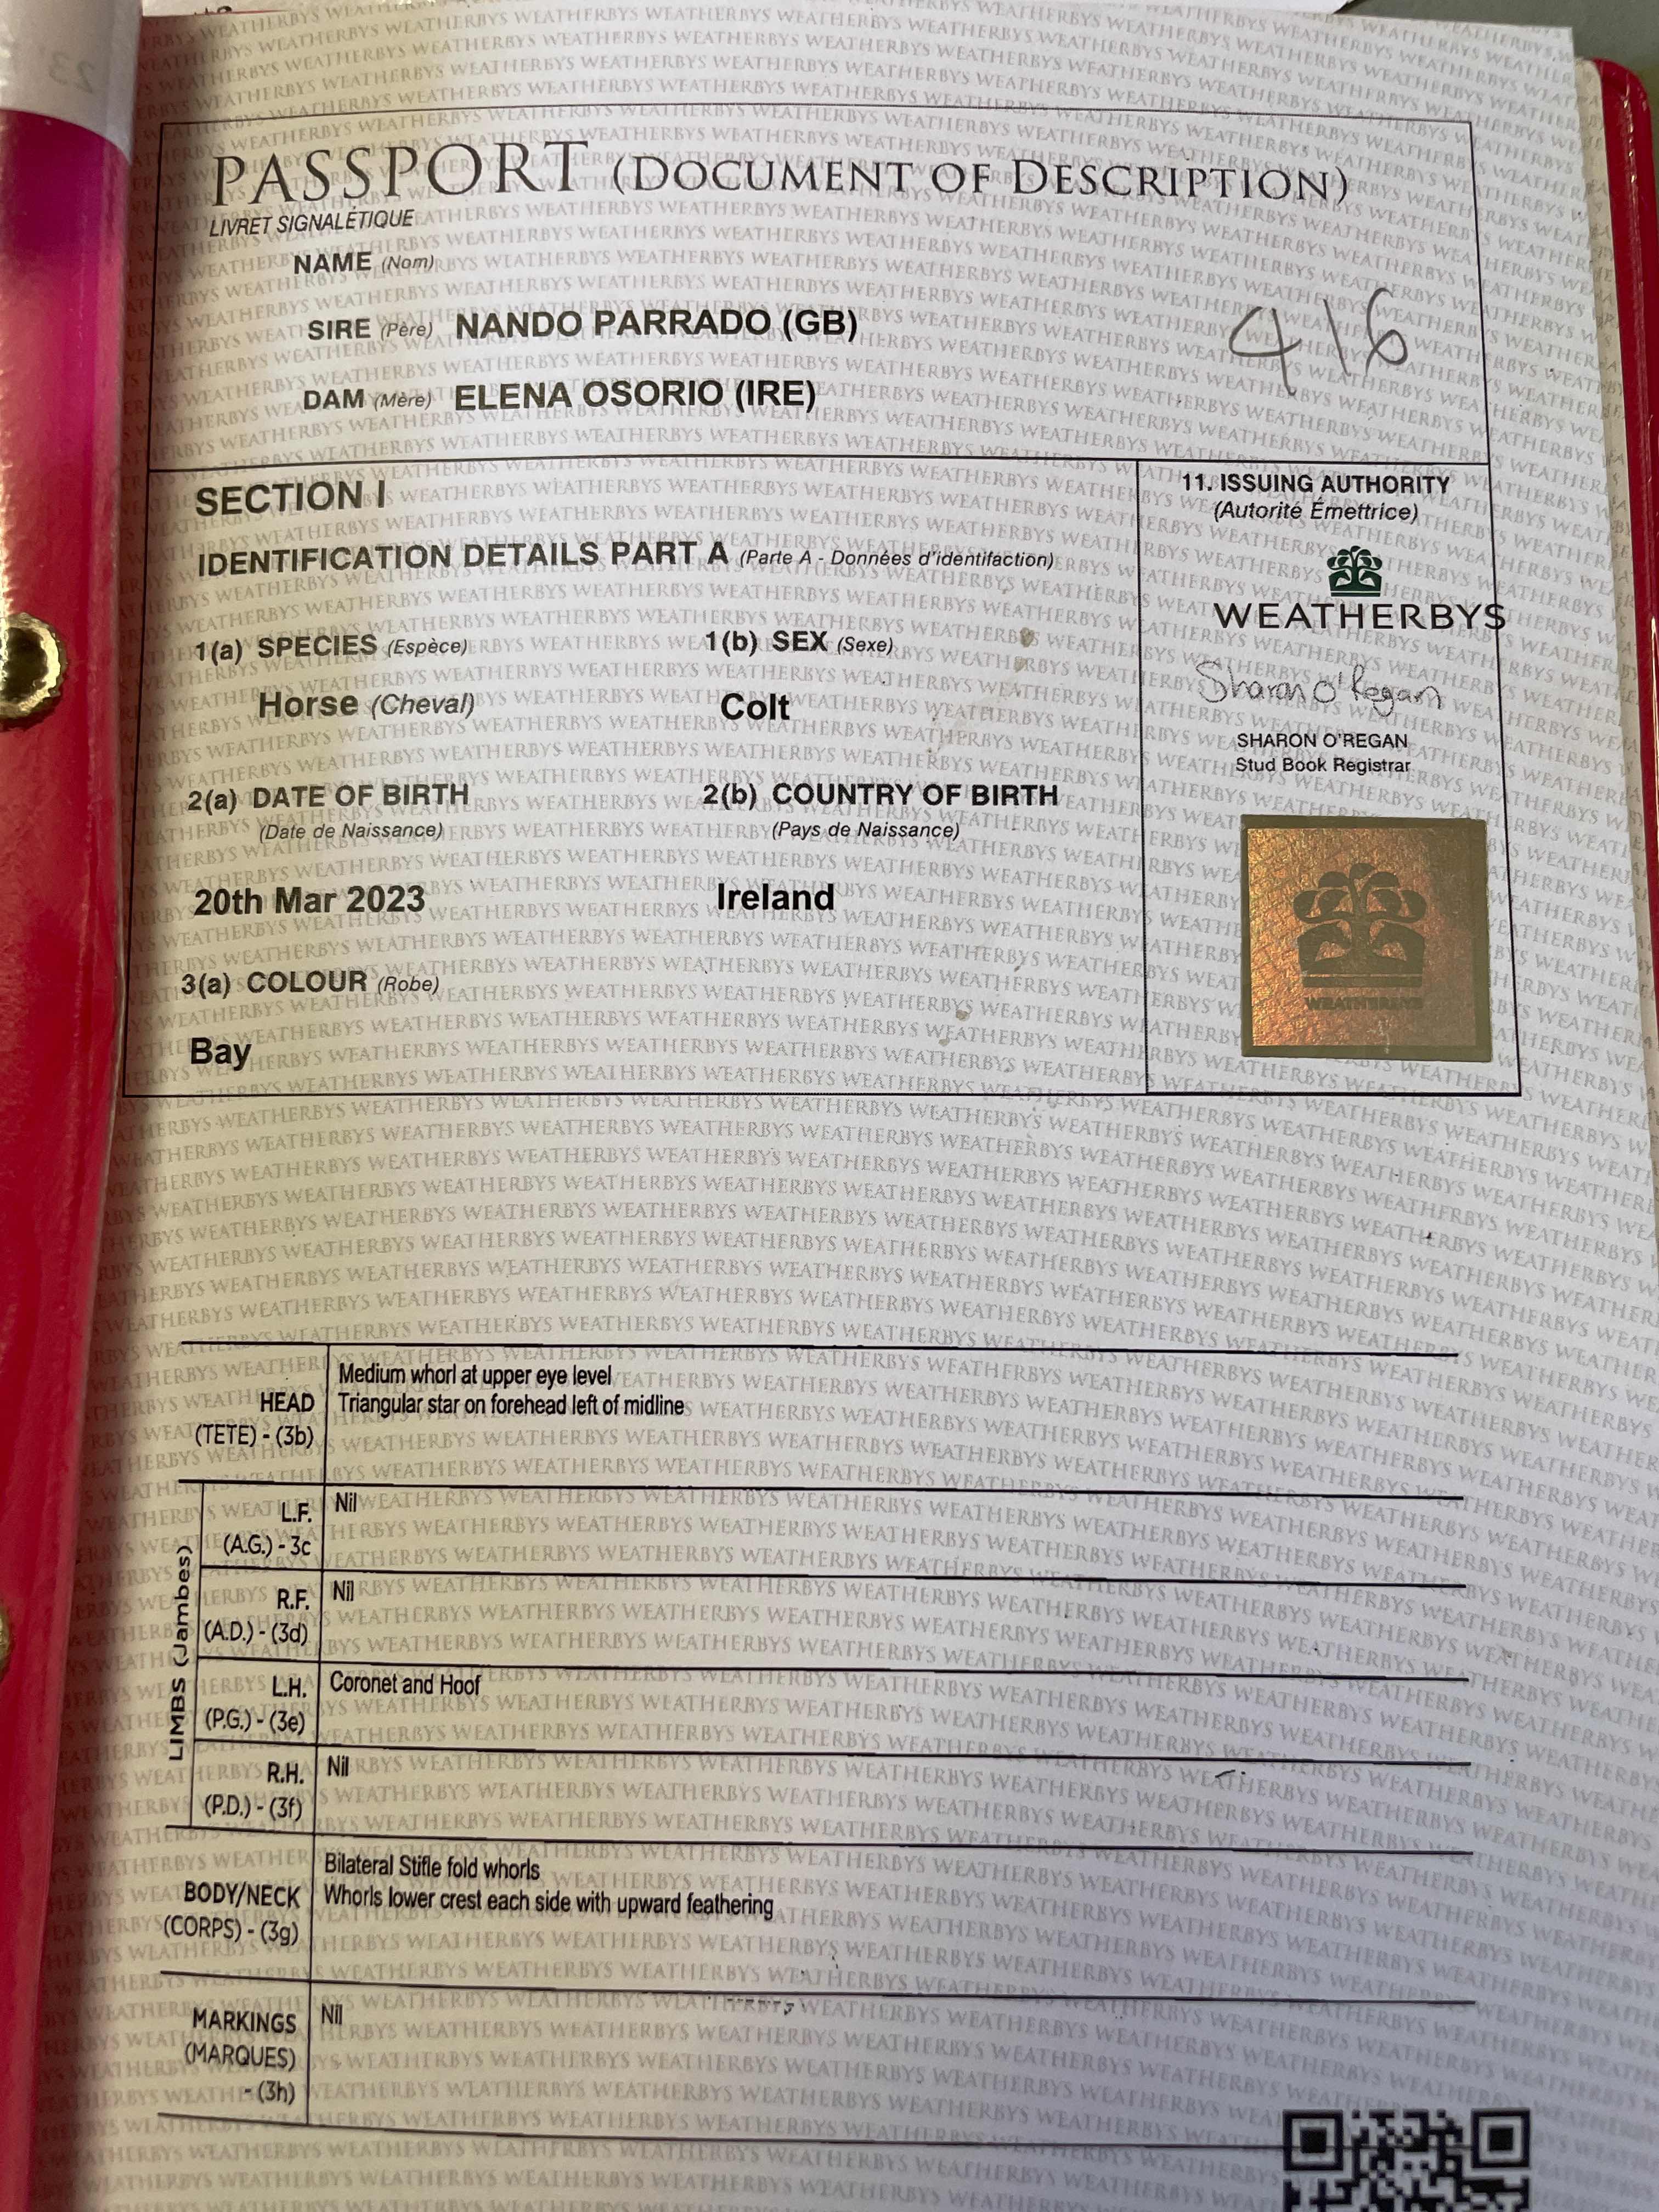 PASSPORT (DOCUMENT OF DESCRIPTION)
LIVRET SIGNALÉTIQUE
NAME (Nom)
SIRE (Père) NANDO PARRADO (GB)
416
DAM (Mère) ELENA OSORIO (IRE)
SECTION I
IDENTIFICATION DETAILS PART A (Parte A - Données d'identifaction)
1(a) SPECIES (Espèce) 1(b) SEX (Sexe)
Horse (Cheval) Colt
2(a) DATE OF BIRTH 2(b) COUNTRY OF BIRTH
(Date de Naissance) (Pays de Naissance)
20th Mar 2023 Ireland
3(a) COLOUR (Robe)
Bay
11. ISSUING AUTHORITY
(Autorité Émettrice)
WEATHERBYS
Sharon O'Regan
SHARON O'REGAN
Stud Book Registrar
WEATHERBYS
HEAD
(TETE) - (3b)
Medium whorl at upper eye level
Triangular star on forehead left of midline
LIMBS (Jambes)
L.F.
(A.G.) - 3c
Nil
R.F.
(A.D.) - (3d)
Nil
L.H.
(P.G.) - (3e)
Coronet and Hoof
R.H.
(P.D.) - (3f)
Nil
BODY/NECK
(CORPS) - (3g)
Bilateral Stifle fold whorls
Whorls lower crest each side with upward feathering
MARKINGS
(MARQUES)
- (3h)
Nil